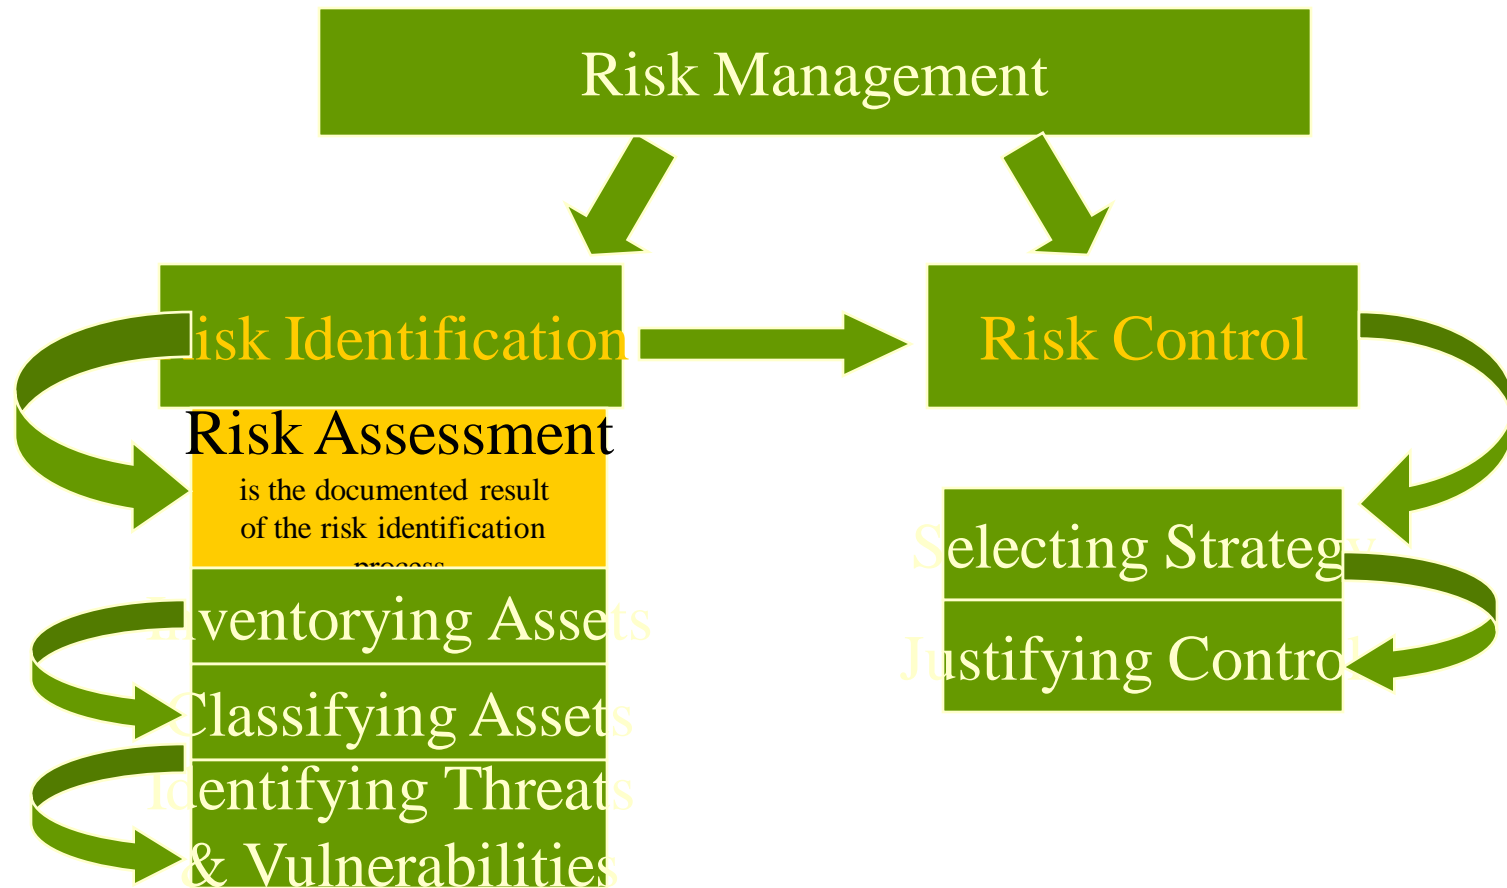 Risk Management
Risk Identification
Risk Control
Risk Assessment
is the documented result
of the risk identification
process
Selecting Strategy
Justifying Control
Inventorying Assets
Classifying Assets
Identifying Threats
& Vulnerabilities